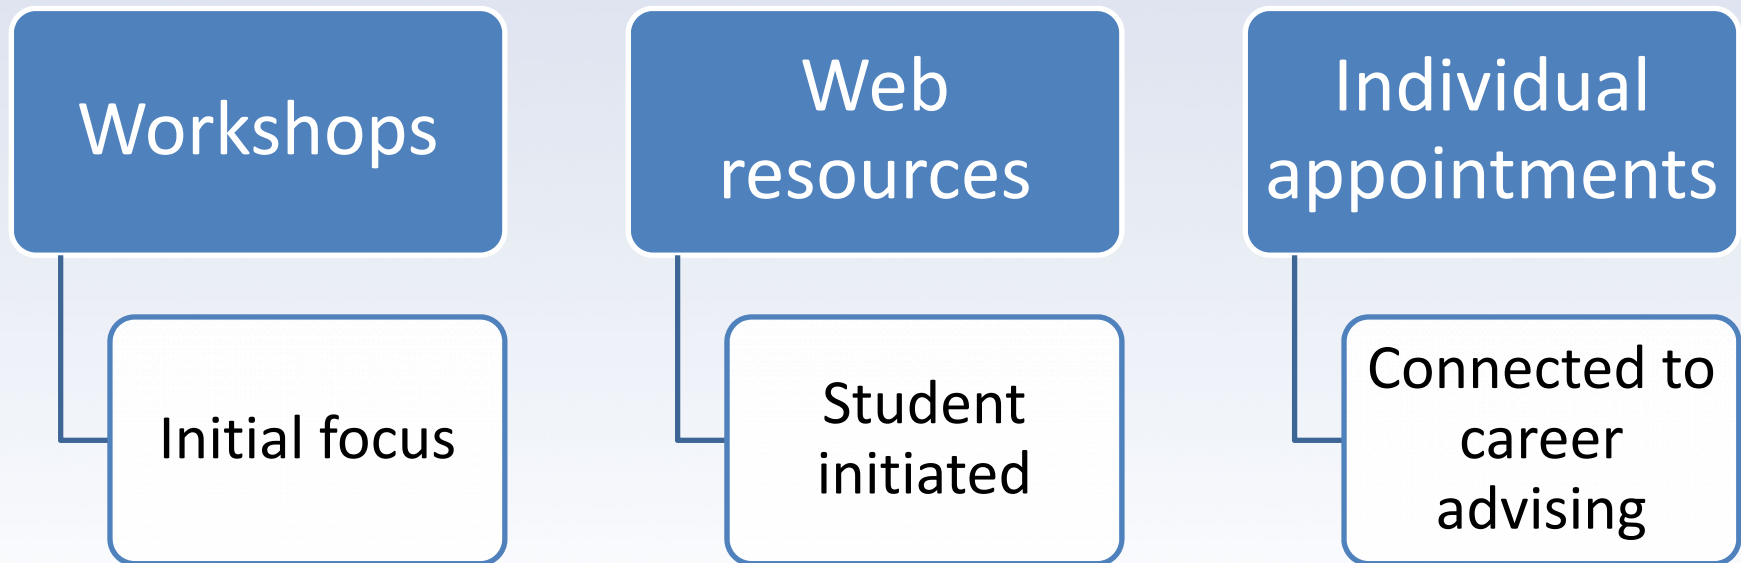 Workshops
Initial focus
Web
resources
Student
initiated
Individual
appointments
Connected to
career
advising